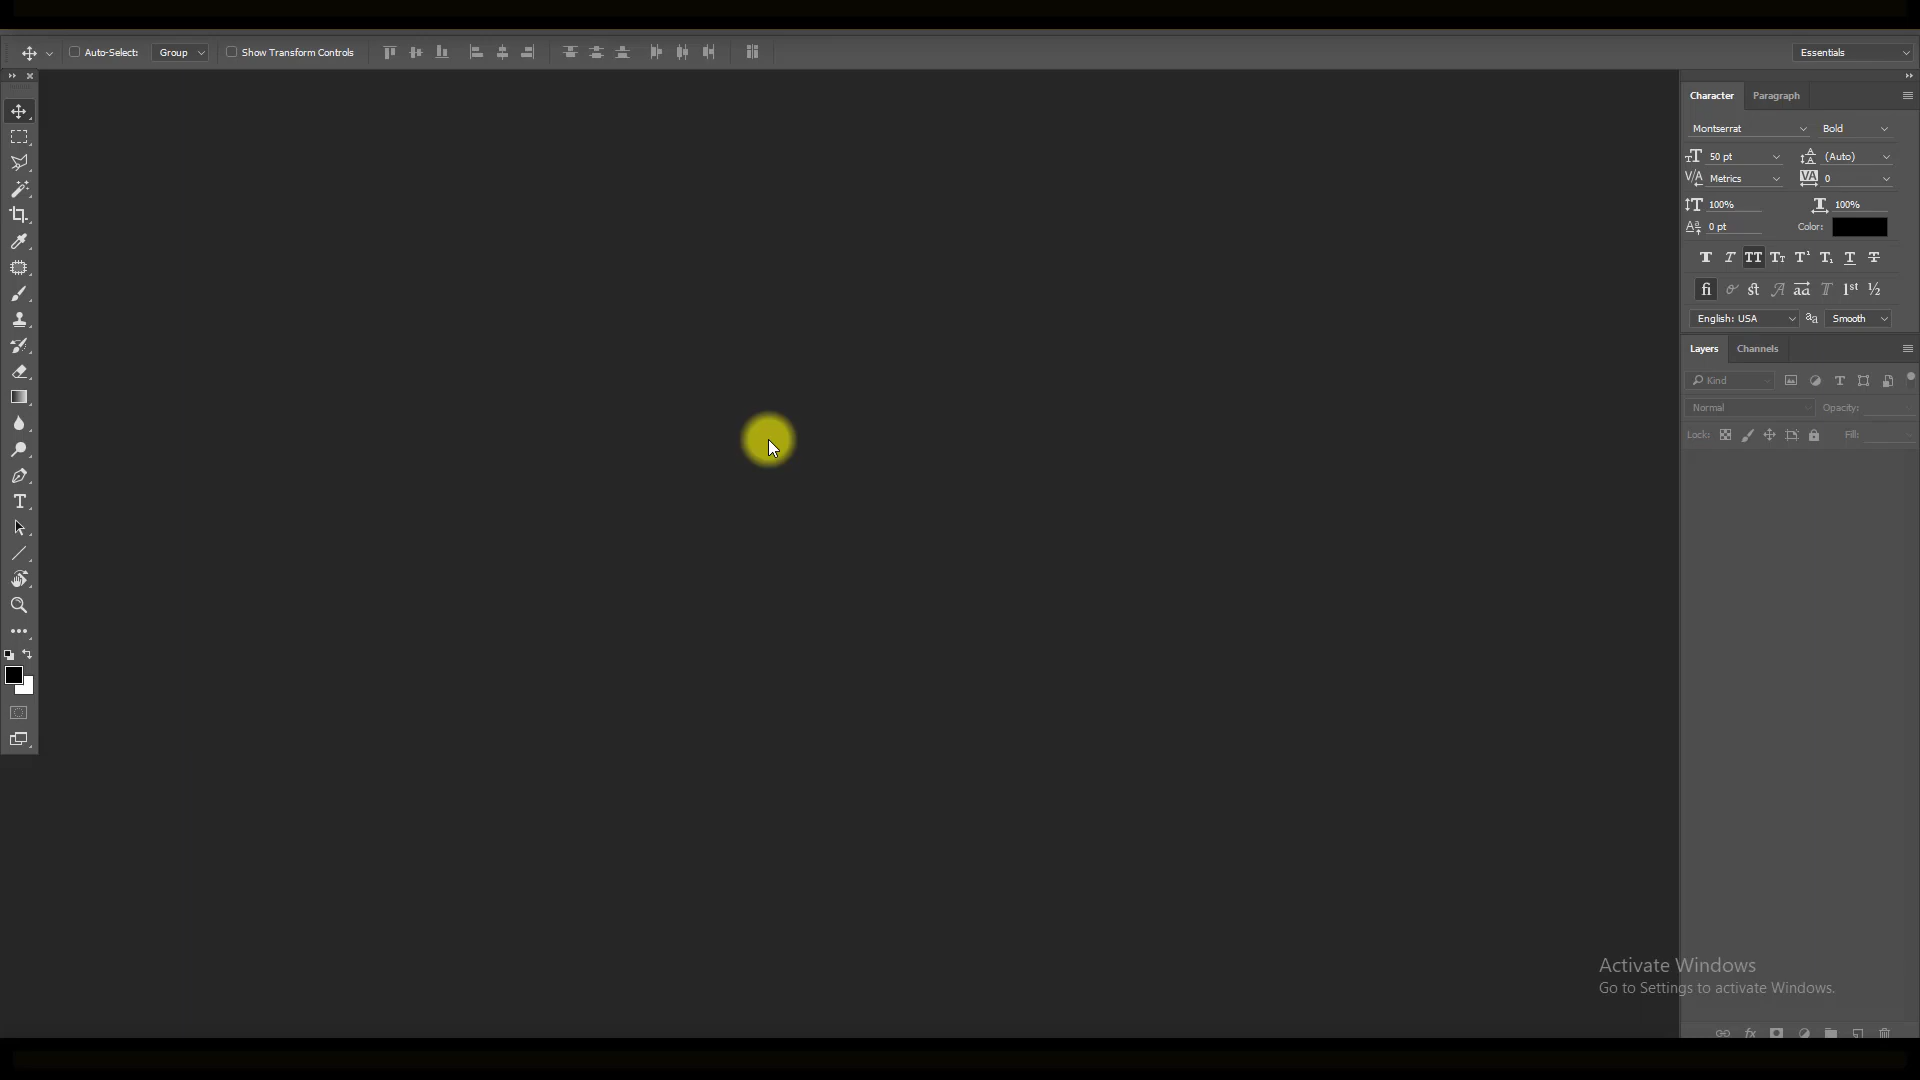 Auto-Select: Group Show Transform Controls Essentials
Character Paragraph
Montserrat Bold
50 pt (Auto)
Metrics 0
100% 100%
0 pt Color:
English: USA Smooth
Layers Channels
Kind
Normal Opacity:
Lock: Fill:
Activate Windows
Go to Settings to activate Windows.